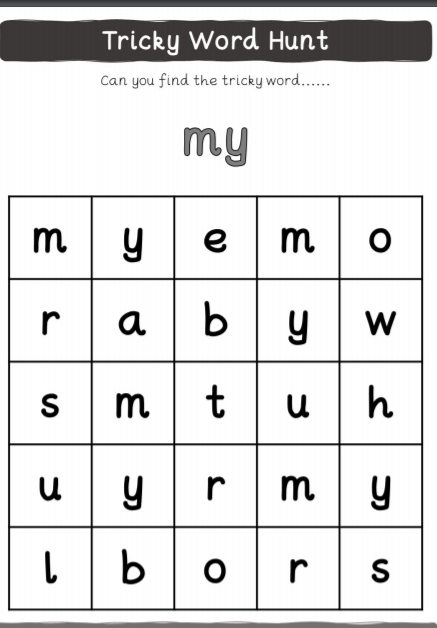 Tricky Word Hunt
Can you find the tricky word......
my
m y e m o
r a b y w
s m t u h
u y r m y
l b o r s